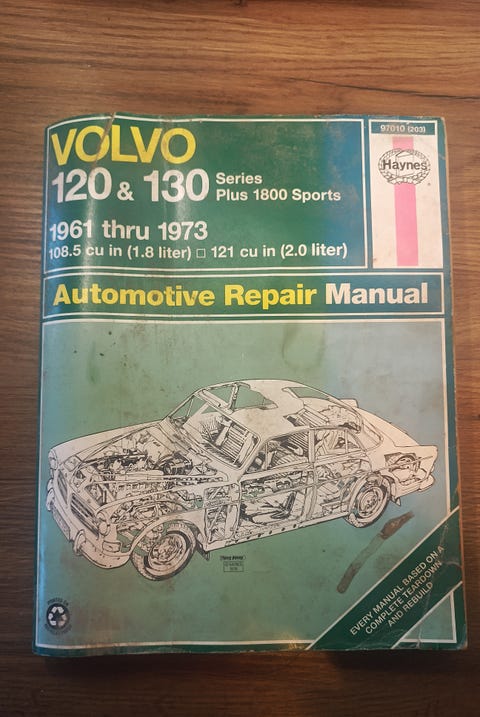 97010 (203)
Haynes
VOLVO
120 & 130 Series
Plus 1800 Sports
1961 thru 1973
108.5 cu in (1.8 liter) □ 121 cu in (2.0 liter)
Automotive Repair Manual
EVERY MANUAL BASED ON A
COMPLETE TEARDOWN
AND REBUILD